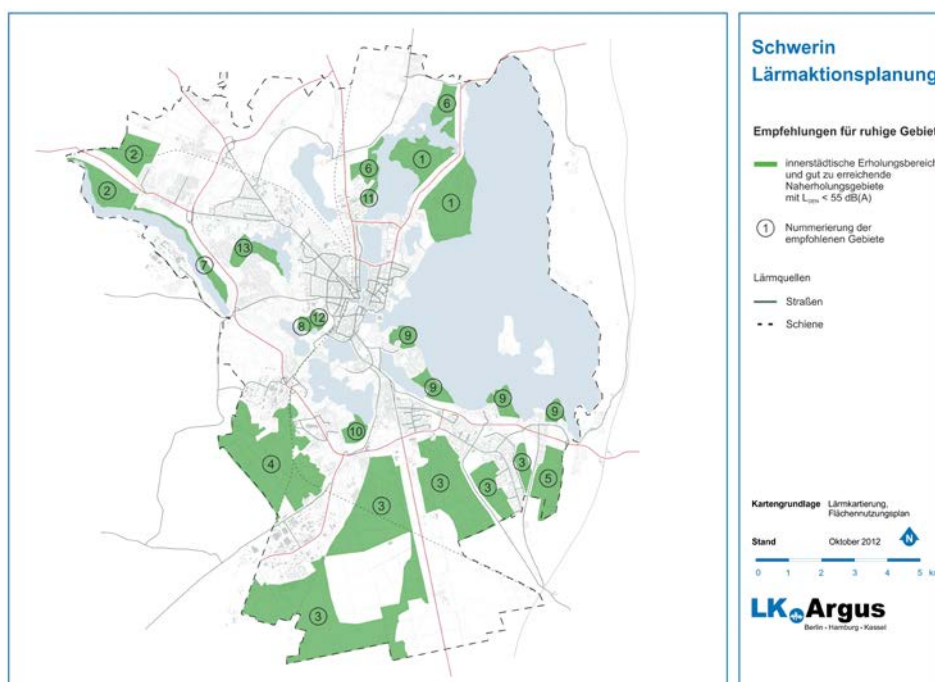 Schwerin
Lärmaktionsplanung
Empfehlungen für ruhige Gebiet
innerstädtische Erholungsbereich
und gut zu erreichende
Naherholungsgebiete
mit L_DEN < 55 dB(A)
1 Nummerierung der
empfohlenen Gebiete
Lärmquellen
Straßen
Schiene
Kartengrundlage Lärmkartierung,
Flächennutzungsplan
Stand Oktober 2012 N
0 1 2 3 4 5 k
LK Argus
Berlin - Hamburg - Kassel
6
2
1
6
2
11
1
13
7
12
8
9
9
9
9
10
4
3
3
3
5
3
3